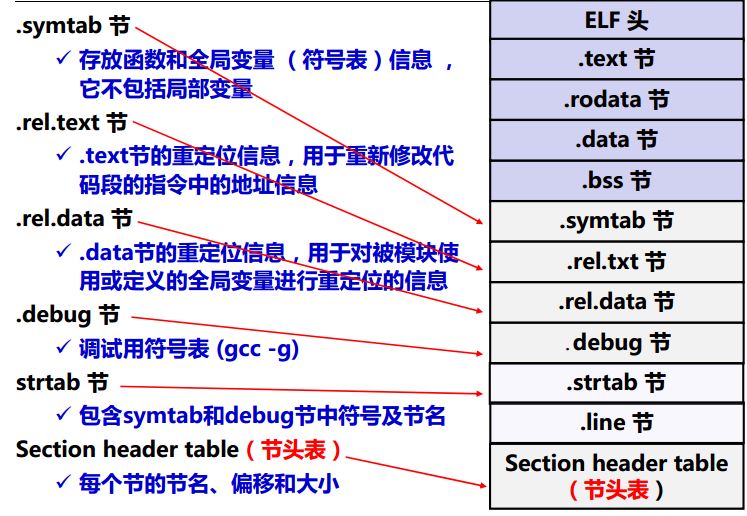 .symtab 节
✓ 存放函数和全局变量 （符号表）信息 ，
它不包括局部变量
.rel.text 节
✓ .text节的重定位信息，用于重新修改代
码段的指令中的地址信息
.rel.data 节
✓ .data节的重定位信息，用于对被模块使
用或定义的全局变量进行重定位的信息
.debug 节
✓ 调试用符号表 (gcc -g)
strtab 节
✓ 包含symtab和debug节中符号及节名
Section header table（节头表）
✓ 每个节的节名、偏移和大小
ELF 头
.text 节
.rodata 节
.data 节
.bss 节
.symtab 节
.rel.txt 节
.rel.data 节
.debug 节
.strtab 节
.line 节
Section header table
（节头表）